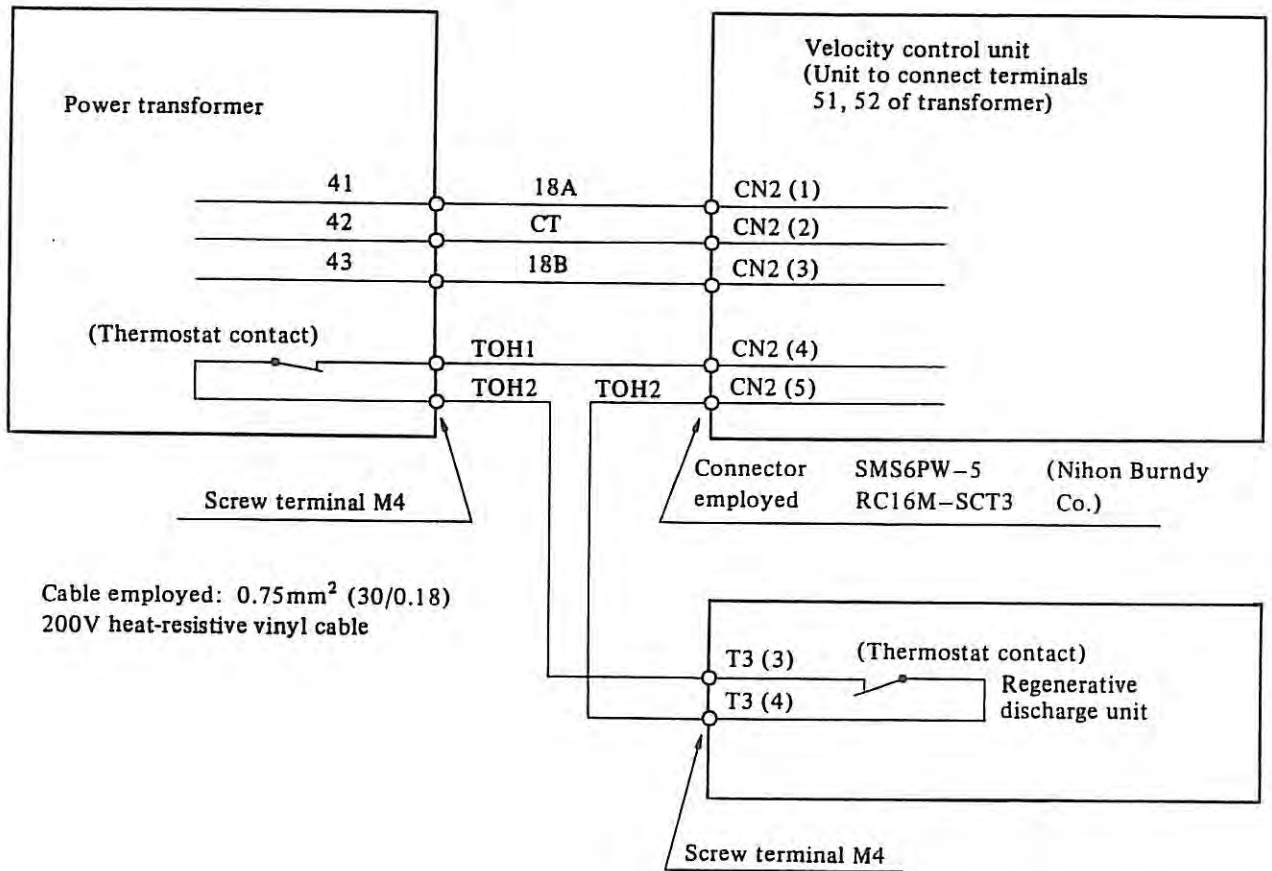 Power transformer
Velocity control unit
(Unit to connect terminals
51, 52 of transformer)
41 18A CN2 (1)
42 CT CN2 (2)
43 18B CN2 (3)
(Thermostat contact)
TOH1 CN2 (4)
TOH2 TOH2 CN2 (5)
Screw terminal M4
Connector SMS6PW–5 (Nihon Burndy
employed RC16M–SCT3 Co.)
Cable employed: 0.75mm² (30/0.18)
200V heat-resistive vinyl cable
T3 (3) (Thermostat contact)
T3 (4) Regenerative
discharge unit
Screw terminal M4